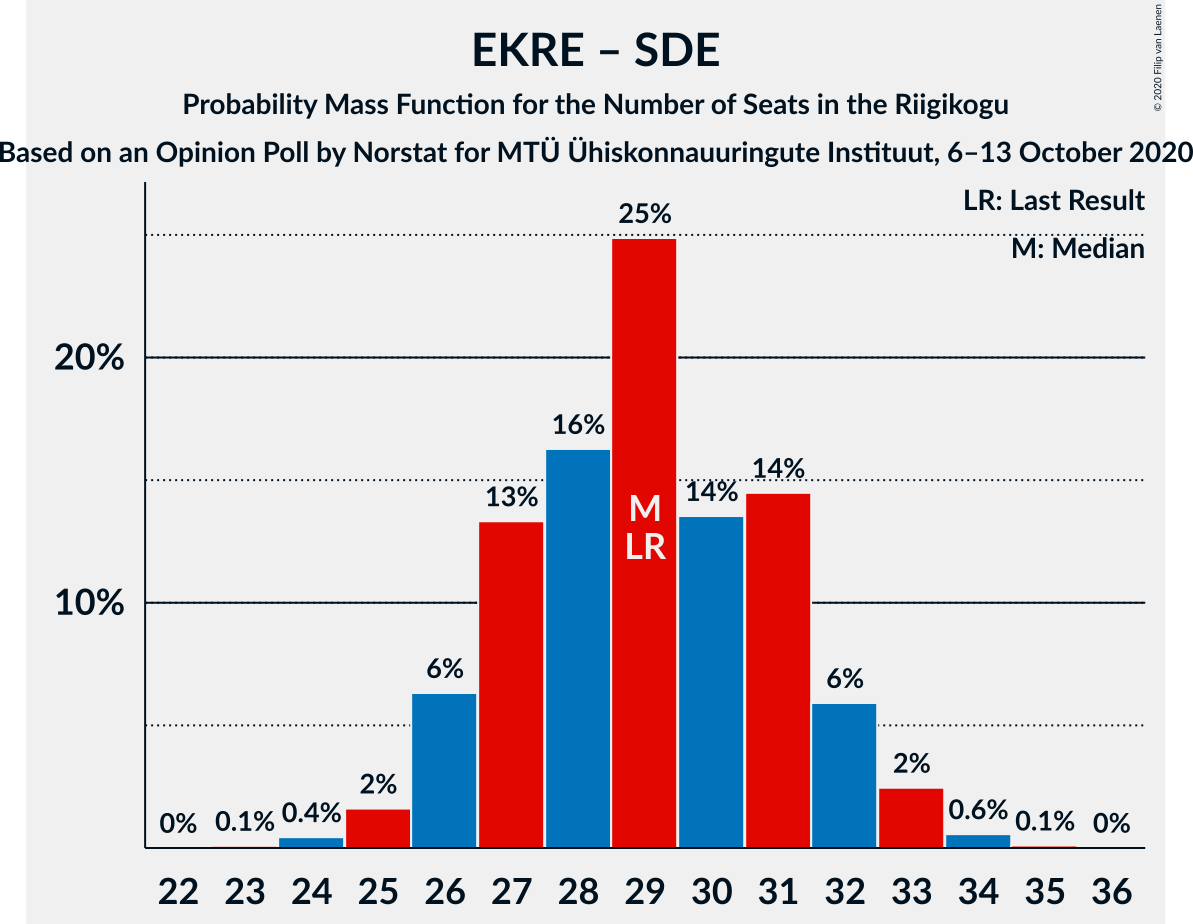 EKRE – SDE
Probability Mass Function for the Number of Seats in the Riigikogu
Based on an Opinion Poll by Norstat for MTÜ Ühiskonnauuringute Instituut, 6–13 October 2020
© 2020 Filip van Laenen
LR: Last Result
M: Median
25%
20%
16%
14%
13%
14%
M
LR
10%
6%
6%
2%
2%
0%
0.1%
0.4%
0.6%
0.1%
0%
22 23 24 25 26 27 28 29 30 31 32 33 34 35 36